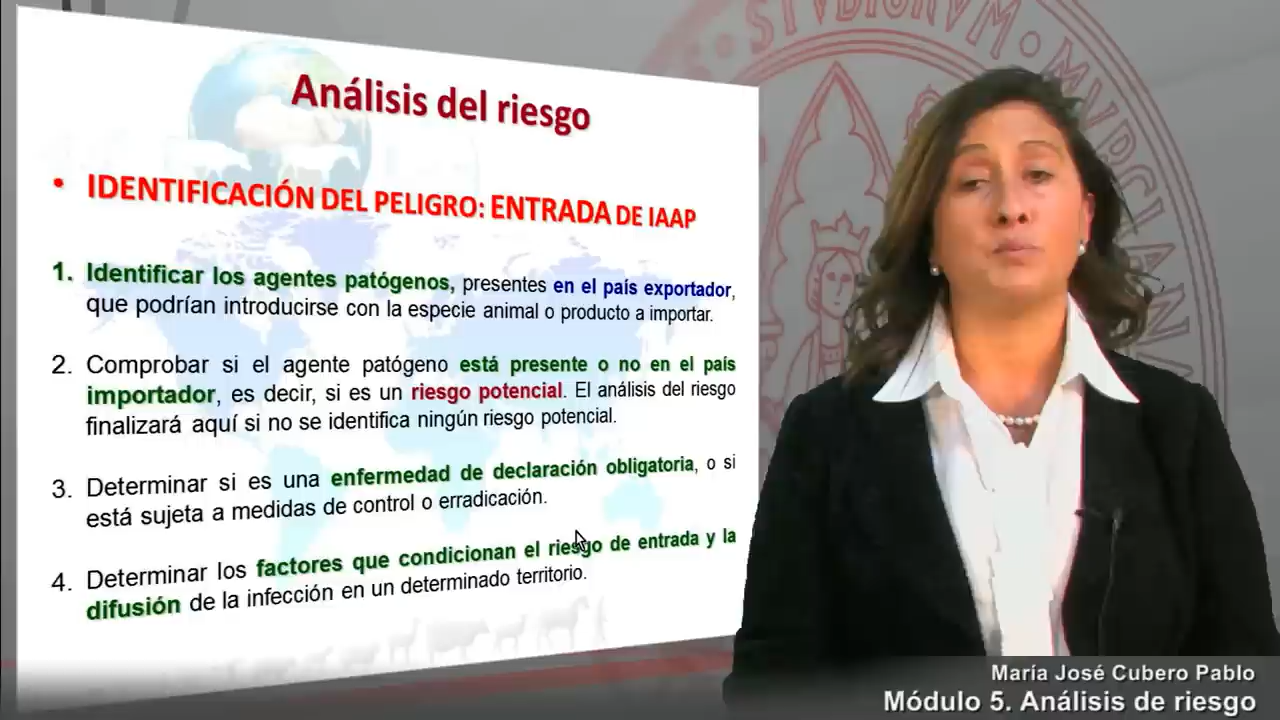 Análisis del riesgo
• IDENTIFICACIÓN DEL PELIGRO: ENTRADA DE IAAP
1. Identificar los agentes patógenos, presentes en el país exportador,
que podrían introducirse con la especie animal o producto a importar.
2. Comprobar si el agente patógeno está presente o no en el país
importador, es decir, si es un riesgo potencial. El análisis del riesgo
finalizará aquí si no se identifica ningún riesgo potencial.
3. Determinar si es una enfermedad de declaración obligatoria, o si
está sujeta a medidas de control o erradicación.
4. Determinar los factores que condicionan el riesgo de entrada y la
difusión de la infección en un determinado territorio.
STVDIORVM
María José Cubero Pablo
Módulo 5. Análisis de riesgo